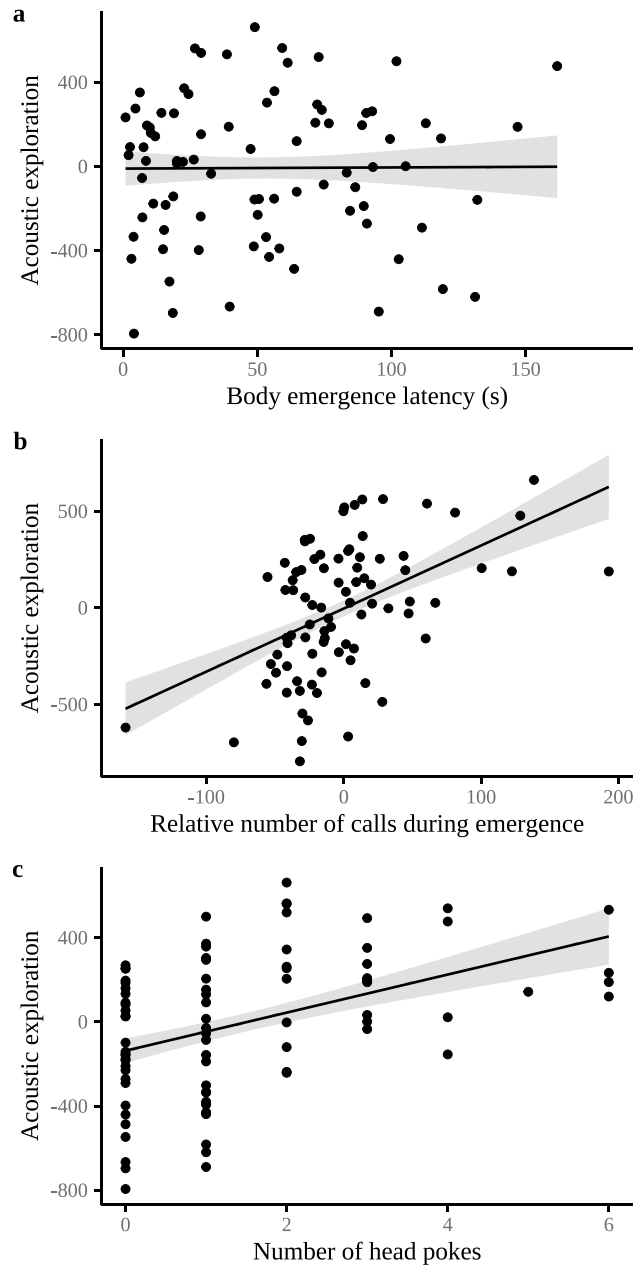 a
Acoustic exploration
400
0
-400
-800
0 50 100 150
Body emergence latency (s)
b
Acoustic exploration
500
0
-500
-100 0 100 200
Relative number of calls during emergence
c
Acoustic exploration
400
0
-400
-800
0 2 4 6
Number of head pokes